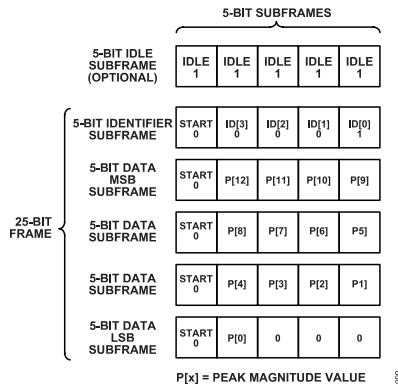 5-BIT SUBFRAMES
5-BIT IDLE
SUBFRAME
(OPTIONAL)
IDLE
1
IDLE
1
IDLE
1
IDLE
1
IDLE
1
25-BIT
FRAME
5-BIT IDENTIFIER
SUBFRAME
START
0
ID[3]
0
ID[2]
0
ID[1]
0
ID[0]
1
5-BIT DATA
MSB
SUBFRAME
START
0
P[12]
P[11]
P[10]
P[9]
5-BIT DATA
SUBFRAME
START
0
P[8]
P[7]
P[6]
P5]
5-BIT DATA
SUBFRAME
START
0
P[4]
P[3]
P[2]
P1]
5-BIT DATA
LSB
SUBFRAME
START
0
P[0]
0
0
0
P[x] = PEAK MAGNITUDE VALUE